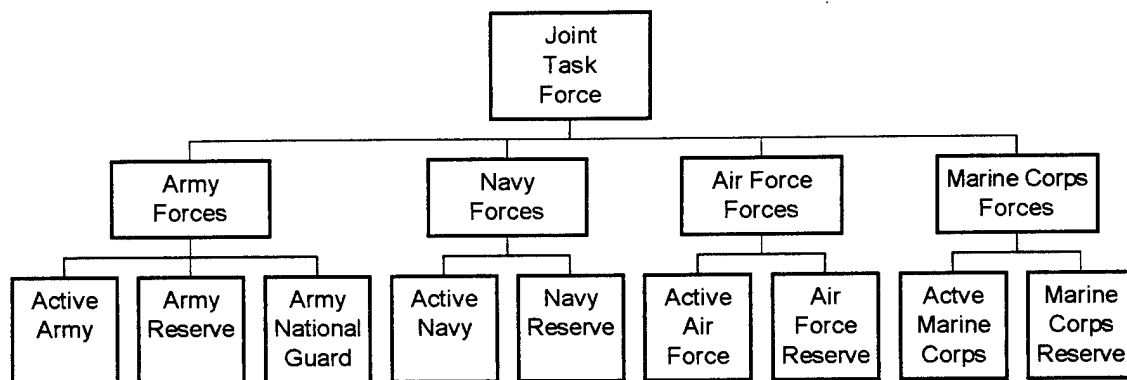 Joint
Task
Force
Army
Forces
Navy
Forces
Air Force
Forces
Marine Corps
Forces
Active
Army
Army
Reserve
Army
National
Guard
Active
Navy
Navy
Reserve
Active
Air
Force
Air
Force
Reserve
Actve
Marine
Corps
Marine
Corps
Reserve